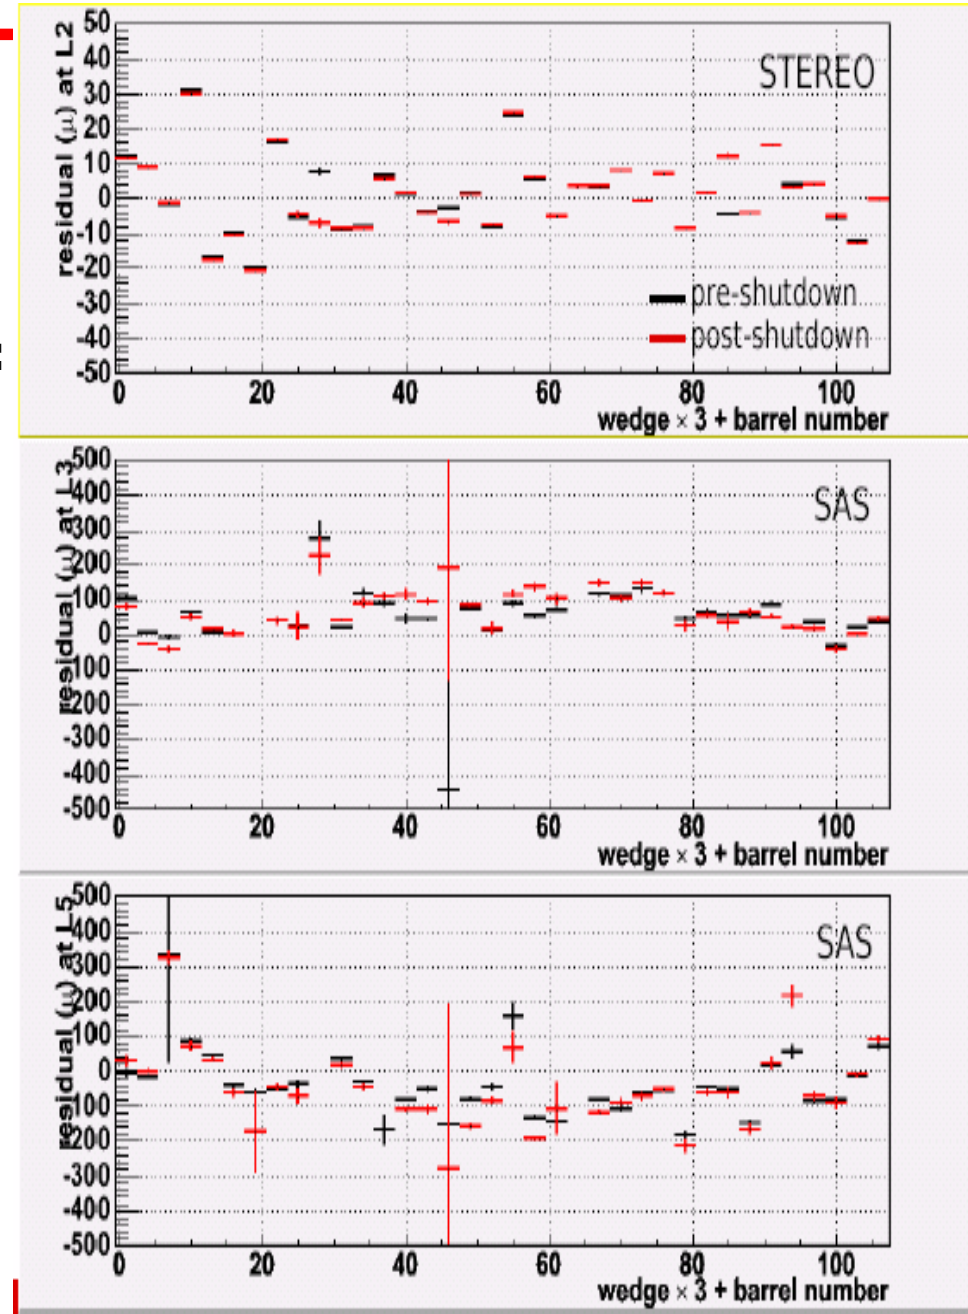 residual (μ) at L2
50
40
30
20
10
0
-10
-20
-30
-40
-50
STEREO
pre-shutdown
post-shutdown
0 20 40 60 80 100
wedge × 3 + barrel number
residual (μ) at L3
500
400
300
200
100
0
-100
-200
-300
-400
-500
SAS
0 20 40 60 80 100
wedge × 3 + barrel number
residual (μ) at L5
500
400
300
200
100
0
-100
-200
-300
-400
-500
SAS
0 20 40 60 80 100
wedge × 3 + barrel number